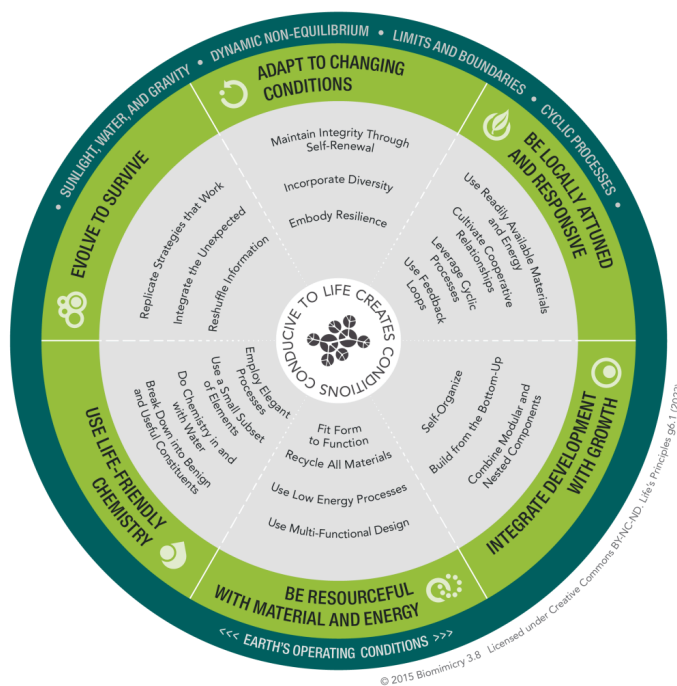 SUNLIGHT, WATER, AND GRAVITY • DYNAMIC NON-EQUILIBRIUM • LIMITS AND BOUNDARIES • CYCLIC PROCESSES
ADAPT TO CHANGING
CONDITIONS
Maintain Integrity Through
Self-Renewal
Incorporate Diversity
Embody Resilience
BE LOCALLY ATTUNED
AND RESPONSIVE
Use Readily Available Materials
and Energy
Cultivate Cooperative
Relationships
Leverage Cyclic
Processes
Use Feedback
Loops
INTEGRATE DEVELOPMENT
WITH GROWTH
Self-Organize
Build from the Bottom-Up
Combine Modular and
Nested Components
BE RESOURCEFUL
WITH MATERIAL AND ENERGY
Fit Form
to Function
Recycle All Materials
Use Low Energy Processes
Use Multi-Functional Design
USE LIFE-FRIENDLY
CHEMISTRY
Employ Elegant
Processes
Use a Small Subset
of Elements
Do Chemistry in and
with Water
Break Down into Benign
and Useful Constituents
EVOLVE TO SURVIVE
Replicate Strategies that Work
Integrate the Unexpected
Reshuffle Information
LIFE CREATES CONDITIONS CONDUCIVE TO
<<< EARTH'S OPERATING CONDITIONS >>>
© 2015 Biomimicry 3.8 Licensed under Creative Commons BY-NC-ND. Life's Principles g6.1